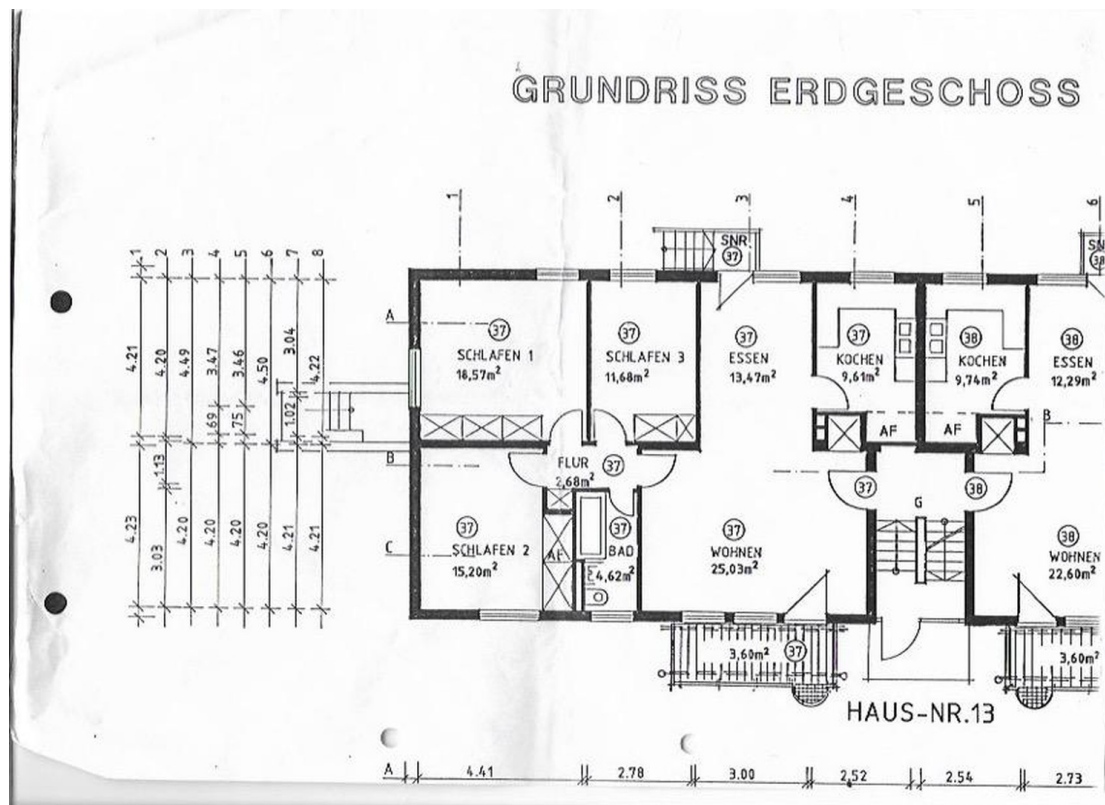 GRUNDRISS ERDGESCHOSS
1
2
3
4
5
6
SNR
37
SN
38
1
2
3
4
5
6
7
8
4.21
4.20
4.49
3.47
3.46
4.50
3.04
4.22
.69
.75
1.02
1.13
4.23
3.03
4.20
4.20
4.20
4.20
4.21
4.21
A
B
C
37
SCHLAFEN 1
18,57m²
37
SCHLAFEN 3
11,68m²
37
ESSEN
13,47m²
37
KOCHEN
9,61m²
38
KOCHEN
9,74m²
38
ESSEN
12,29m²
AF
AF
B
FLUR
37
2,68m²
37
38
G
37
SCHLAFEN 2
15,20m²
AF
37
BAD
4,62m²
37
WOHNEN
25,03m²
38
WOHNEN
22,60m²
3,60m²
37
3,60m²
HAUS-NR.13
A
4.41
2.78
3.00
2.52
2.54
2.73